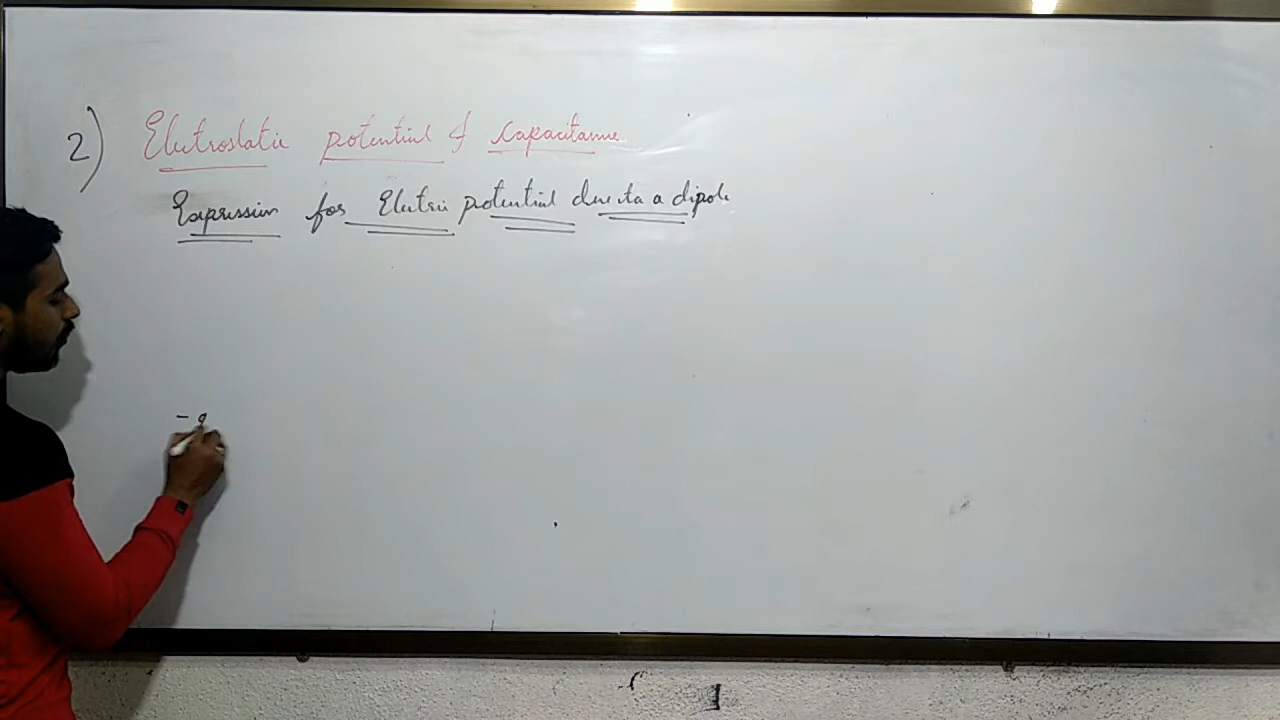 2) Electrostatic potential & Capacitance
Expression for Electric potential due to a dipole
- q